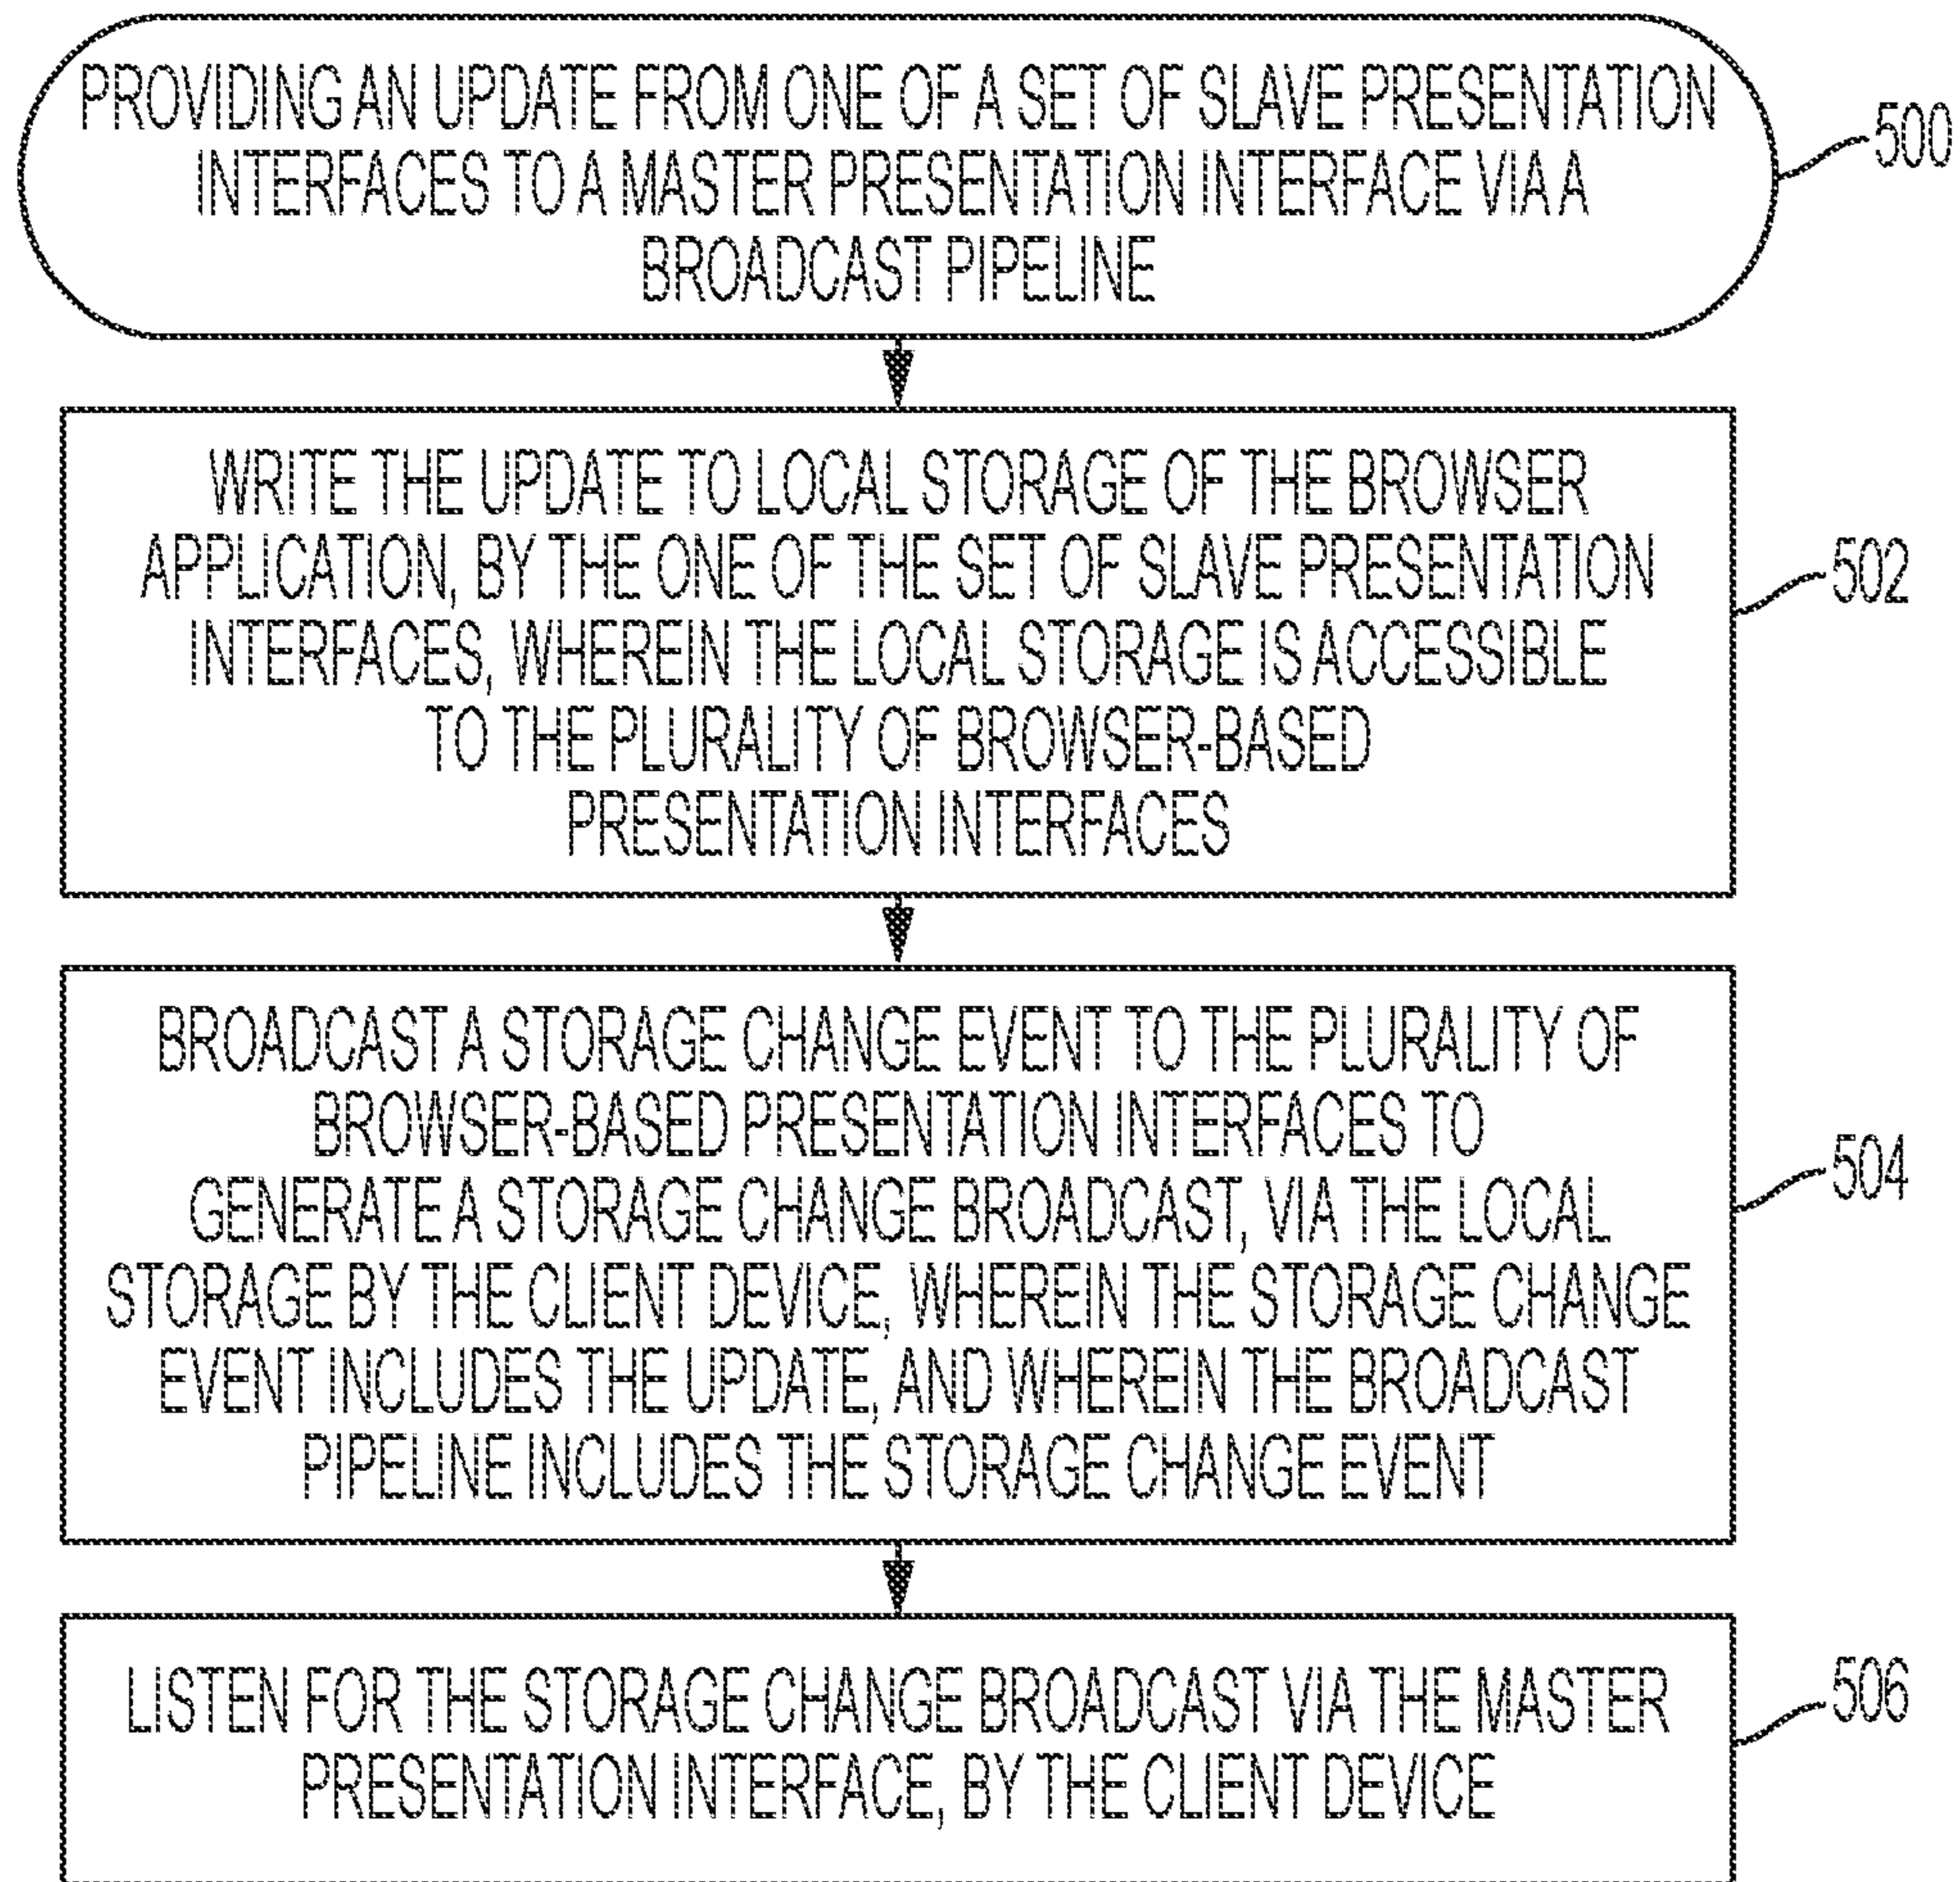 PROVIDING AN UPDATE FROM ONE OF A SET OF SLAVE PRESENTATION
INTERFACES TO A MASTER PRESENTATION INTERFACE VIA A
BROADCAST PIPELINE
500
WRITE THE UPDATE TO LOCAL STORAGE OF THE BROWSER
APPLICATION, BY THE ONE OF THE SET OF SLAVE PRESENTATION
INTERFACES, WHEREIN THE LOCAL STORAGE IS ACCESSIBLE
TO THE PLURALITY OF BROWSER-BASED
PRESENTATION INTERFACES
502
BROADCAST A STORAGE CHANGE EVENT TO THE PLURALITY OF
BROWSER-BASED PRESENTATION INTERFACES TO
GENERATE A STORAGE CHANGE BROADCAST, VIA THE LOCAL
STORAGE BY THE CLIENT DEVICE, WHEREIN THE STORAGE CHANGE
EVENT INCLUDES THE UPDATE, AND WHEREIN THE BROADCAST
PIPELINE INCLUDES THE STORAGE CHANGE EVENT
504
LISTEN FOR THE STORAGE CHANGE BROADCAST VIA THE MASTER
PRESENTATION INTERFACE, BY THE CLIENT DEVICE
506